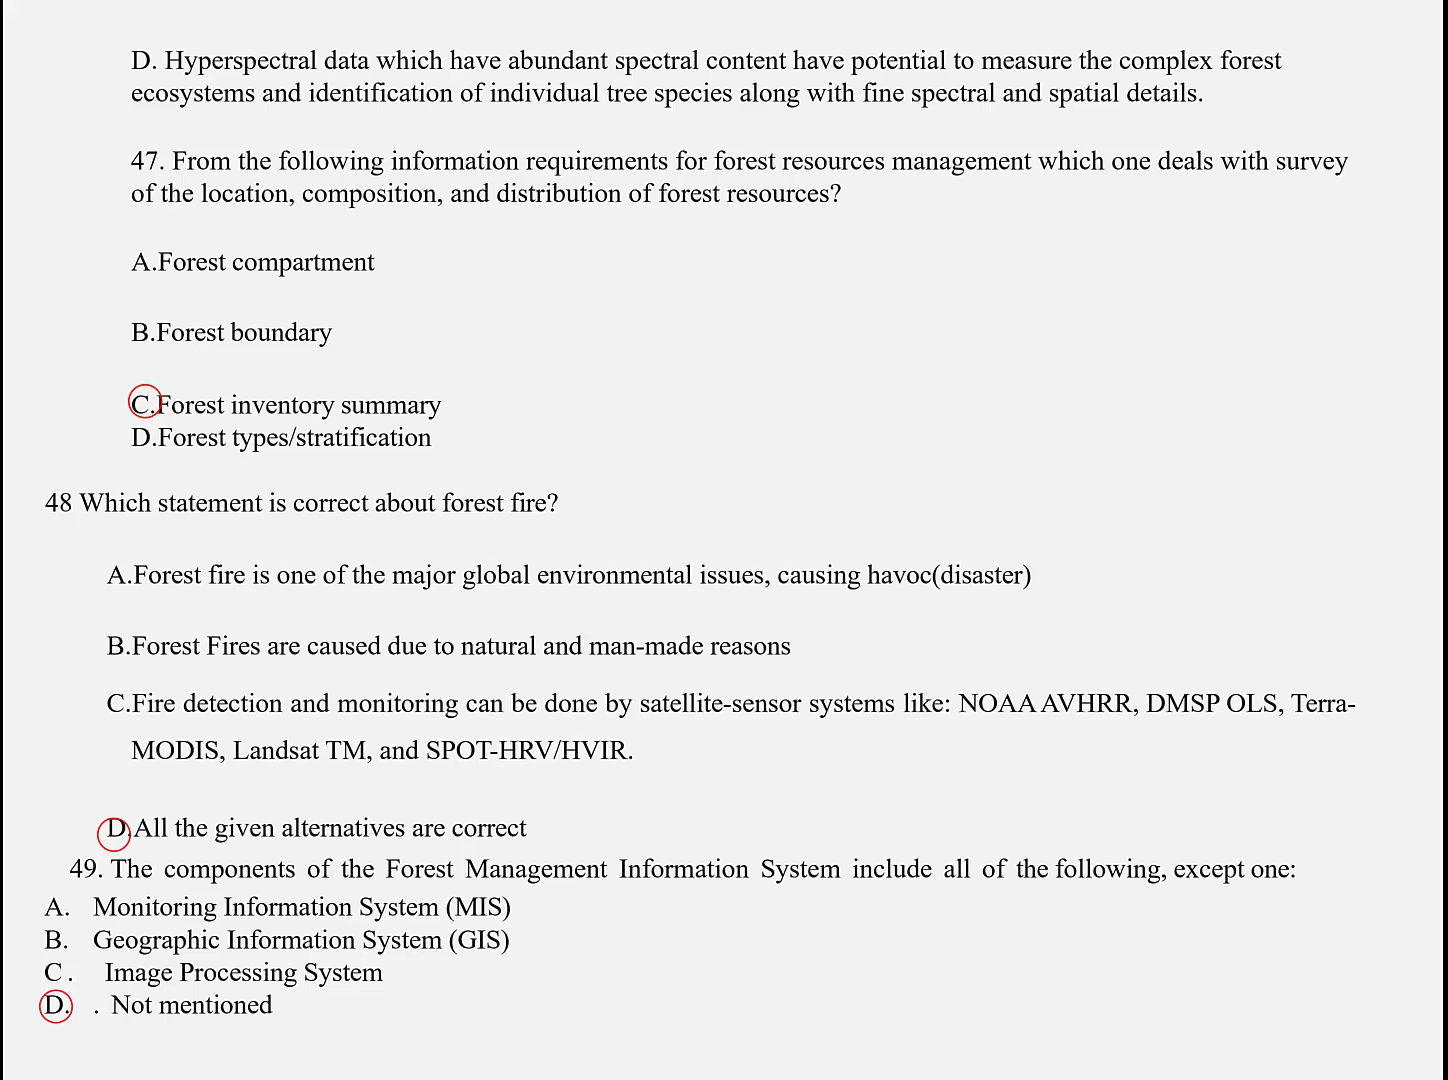 D. Hyperspectral data which have abundant spectral content have potential to measure the complex forest
ecosystems and identification of individual tree species along with fine spectral and spatial details.
47. From the following information requirements for forest resources management which one deals with survey
of the location, composition, and distribution of forest resources?
A.Forest compartment
B.Forest boundary
C.Forest inventory summary
D.Forest types/stratification
48 Which statement is correct about forest fire?
A.Forest fire is one of the major global environmental issues, causing havoc(disaster)
B.Forest Fires are caused due to natural and man-made reasons
C.Fire detection and monitoring can be done by satellite-sensor systems like: NOAA AVHRR, DMSP OLS, Terra-
MODIS, Landsat TM, and SPOT-HRV/HVIR.
D.All the given alternatives are correct
49. The components of the Forest Management Information System include all of the following, except one:
A. Monitoring Information System (MIS)
B. Geographic Information System (GIS)
C . Image Processing System
D. . Not mentioned